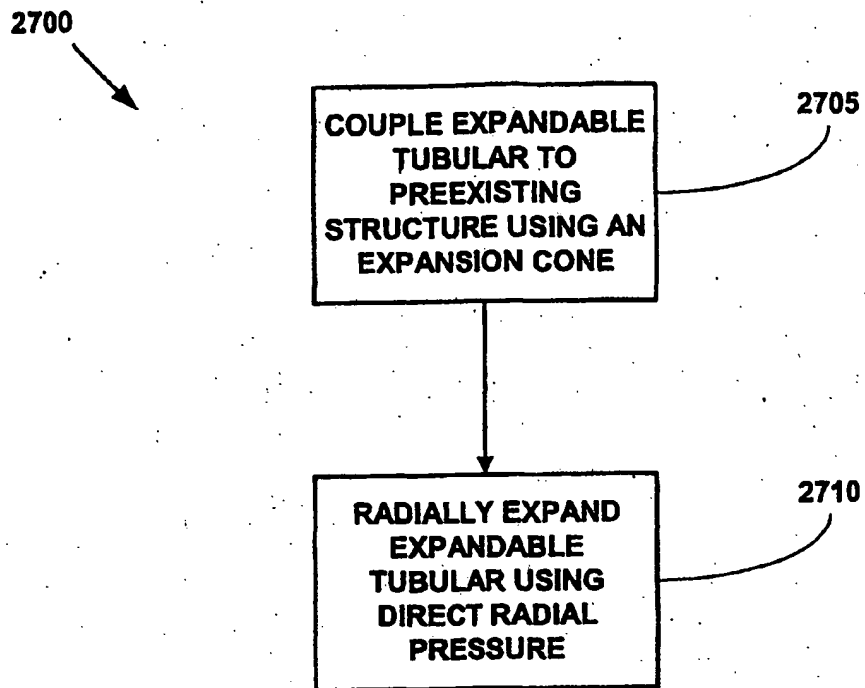 2700
COUPLE EXPANDABLE
TUBULAR TO
PREEXISTING
STRUCTURE USING AN
EXPANSION CONE
2705
RADIALLY EXPAND
EXPANDABLE
TUBULAR USING
DIRECT RADIAL
PRESSURE
2710